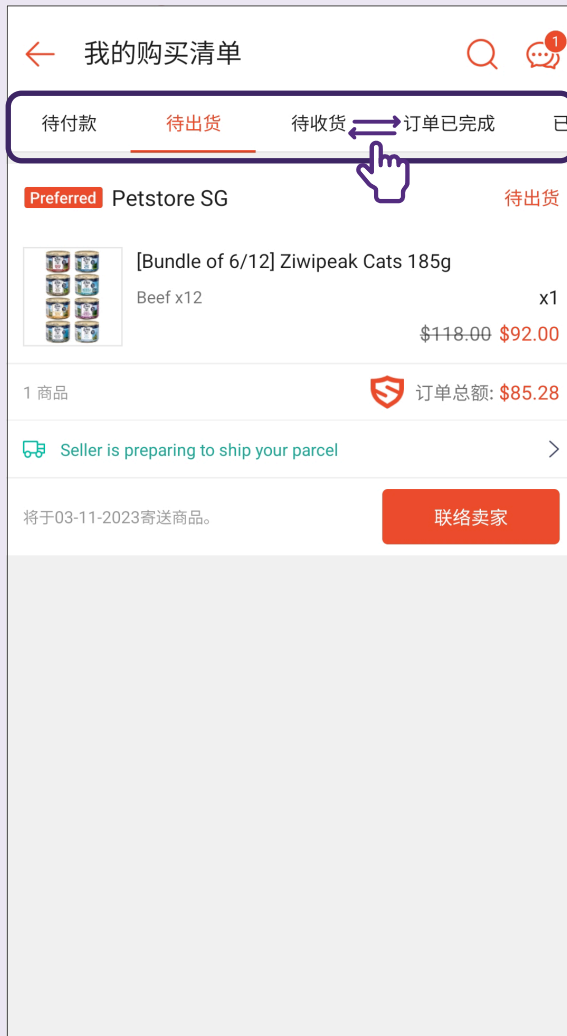 我的购买清单
1
待付款 待出货 待收货 订单已完成
Preferred Petstore SG 待出货
[Bundle of 6/12] Ziwipeak Cats 185g
Beef x12 x1
$118.00 $92.00
1 商品 订单总额: $85.28
Seller is preparing to ship your parcel
将于03-11-2023寄送商品。 联络卖家